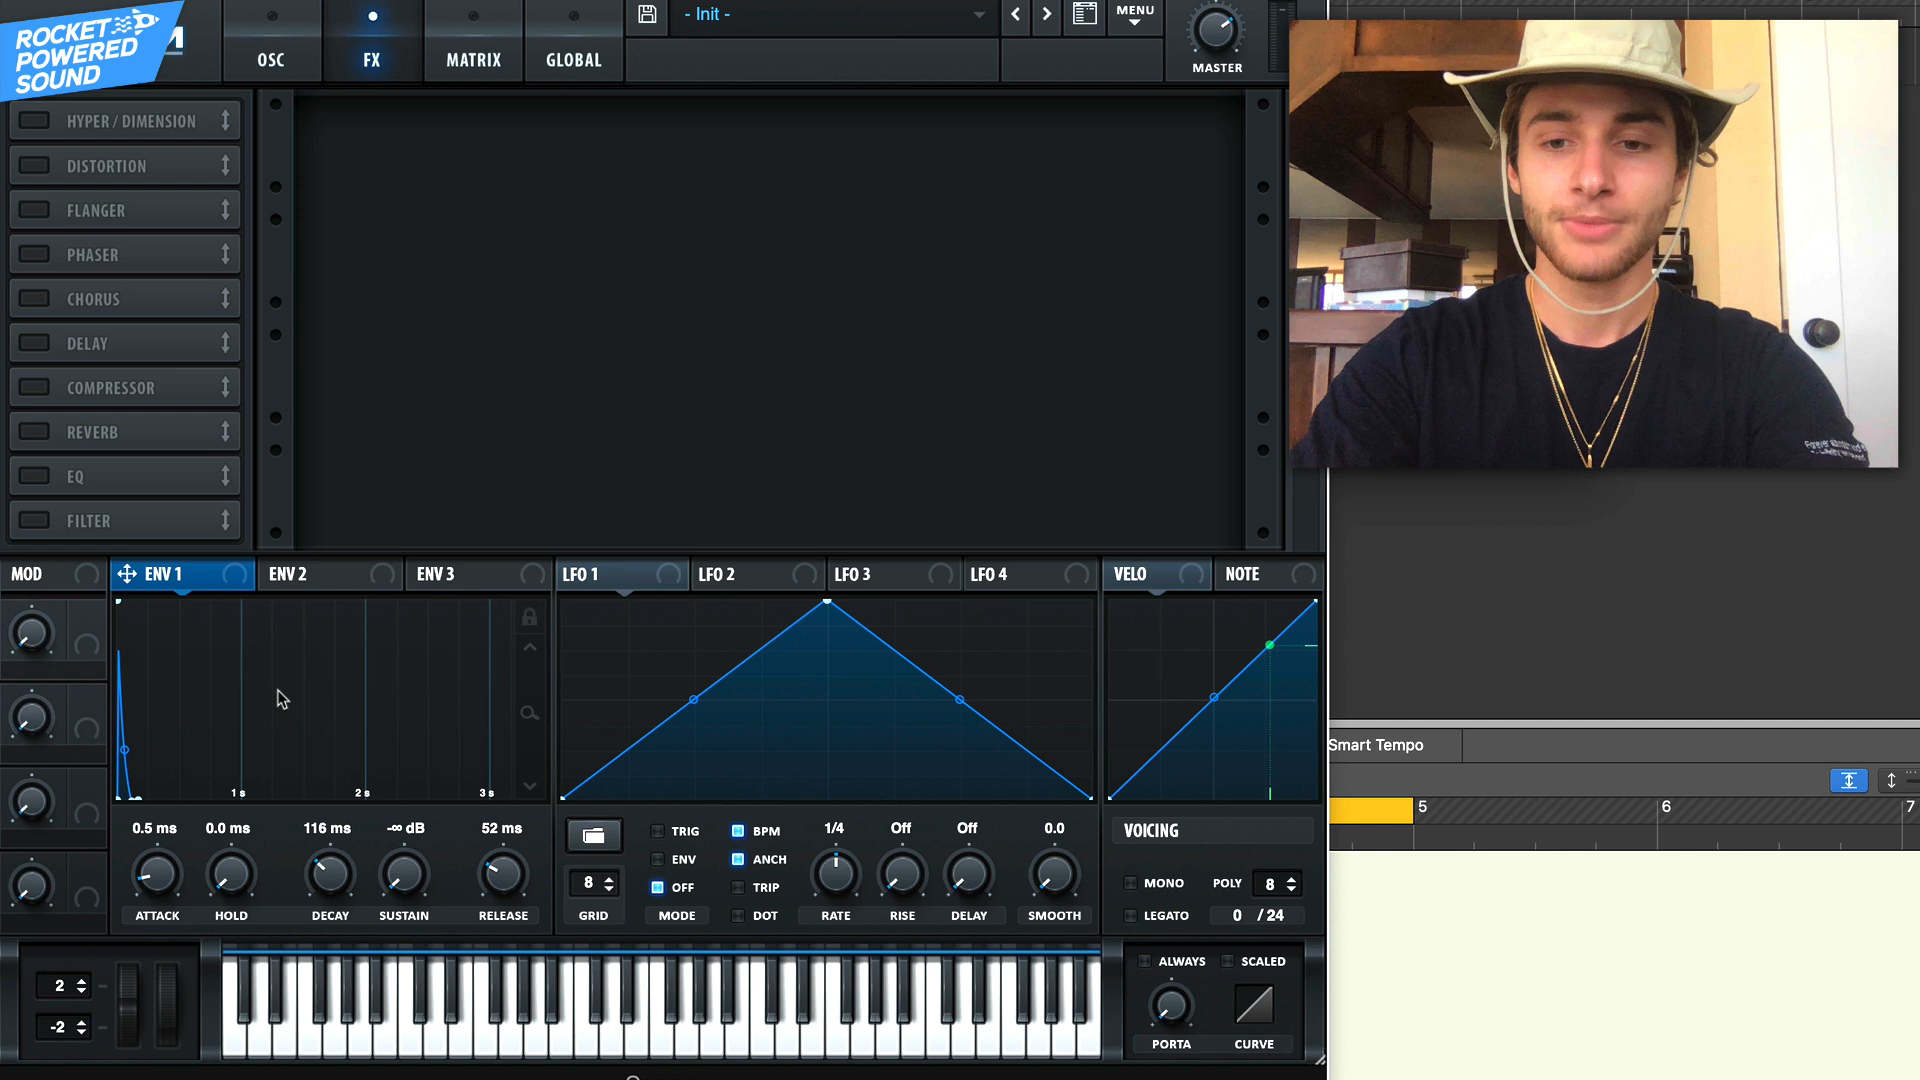 ROCKET
POWERED
SOUND
OSC
FX
MATRIX
GLOBAL
- Init -
MENU
MASTER
HYPER / DIMENSION
DISTORTION
FLANGER
PHASER
CHORUS
DELAY
COMPRESSOR
REVERB
EQ
FILTER
MOD
ENV 1
ENV 2
ENV 3
LFO 1
LFO 2
LFO 3
LFO 4
VELO
NOTE
1 s
2 s
3 s
0.5 ms
0.0 ms
116 ms
-∞ dB
52 ms
ATTACK
HOLD
DECAY
SUSTAIN
RELEASE
8
GRID
TRIG
ENV
OFF
MODE
BPM
ANCH
TRIP
DOT
1/4
Off
Off
0.0
RATE
RISE
DELAY
SMOOTH
VOICING
MONO
POLY
8
LEGATO
0 / 24
2
-2
ALWAYS
SCALED
PORTA
CURVE
Smart Tempo
5
6
7